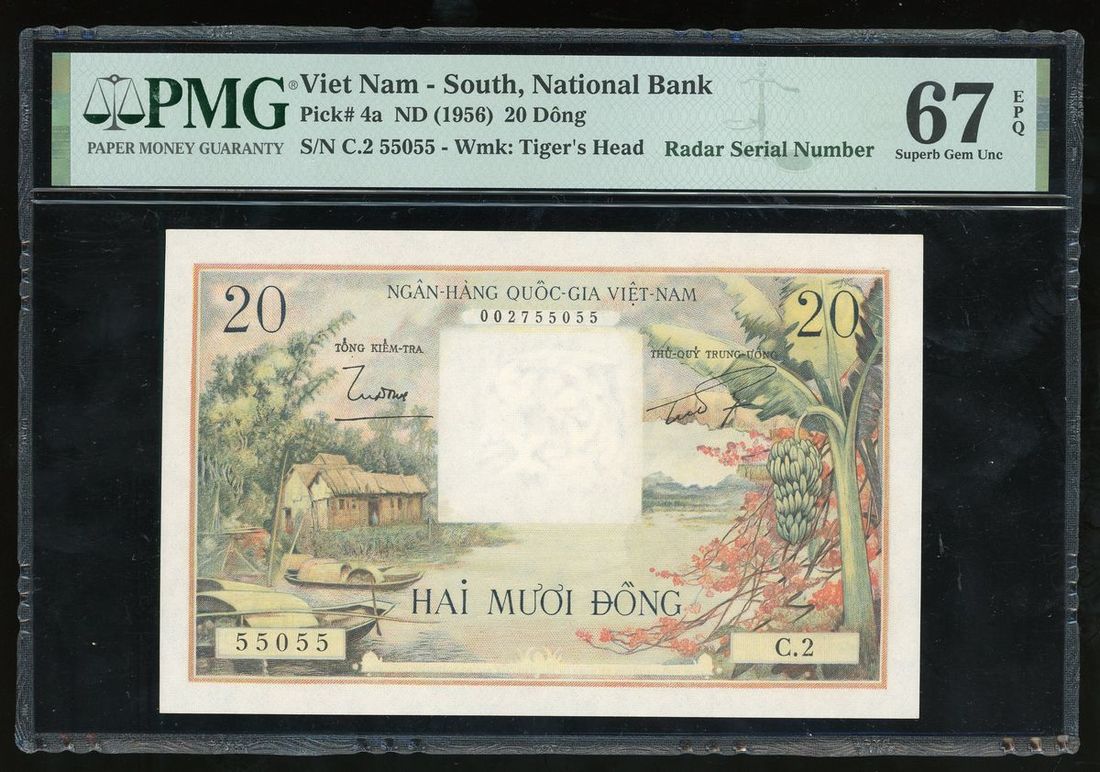 PMG®
PAPER MONEY GUARANTY
Viet Nam - South, National Bank
Pick# 4a ND (1956) 20 Dông
S/N C.2 55055 - Wmk: Tiger's Head Radar Serial Number
67 EPQ
Superb Gem Unc
20 NGÂN-HÀNG QUỐC-GIA VIỆT-NAM 20
002755055
TỔNG KIỂM-TRA THỦ-QUỸ TRUNG-ƯƠNG
HAI MƯƠI ĐỒNG
55055 C.2